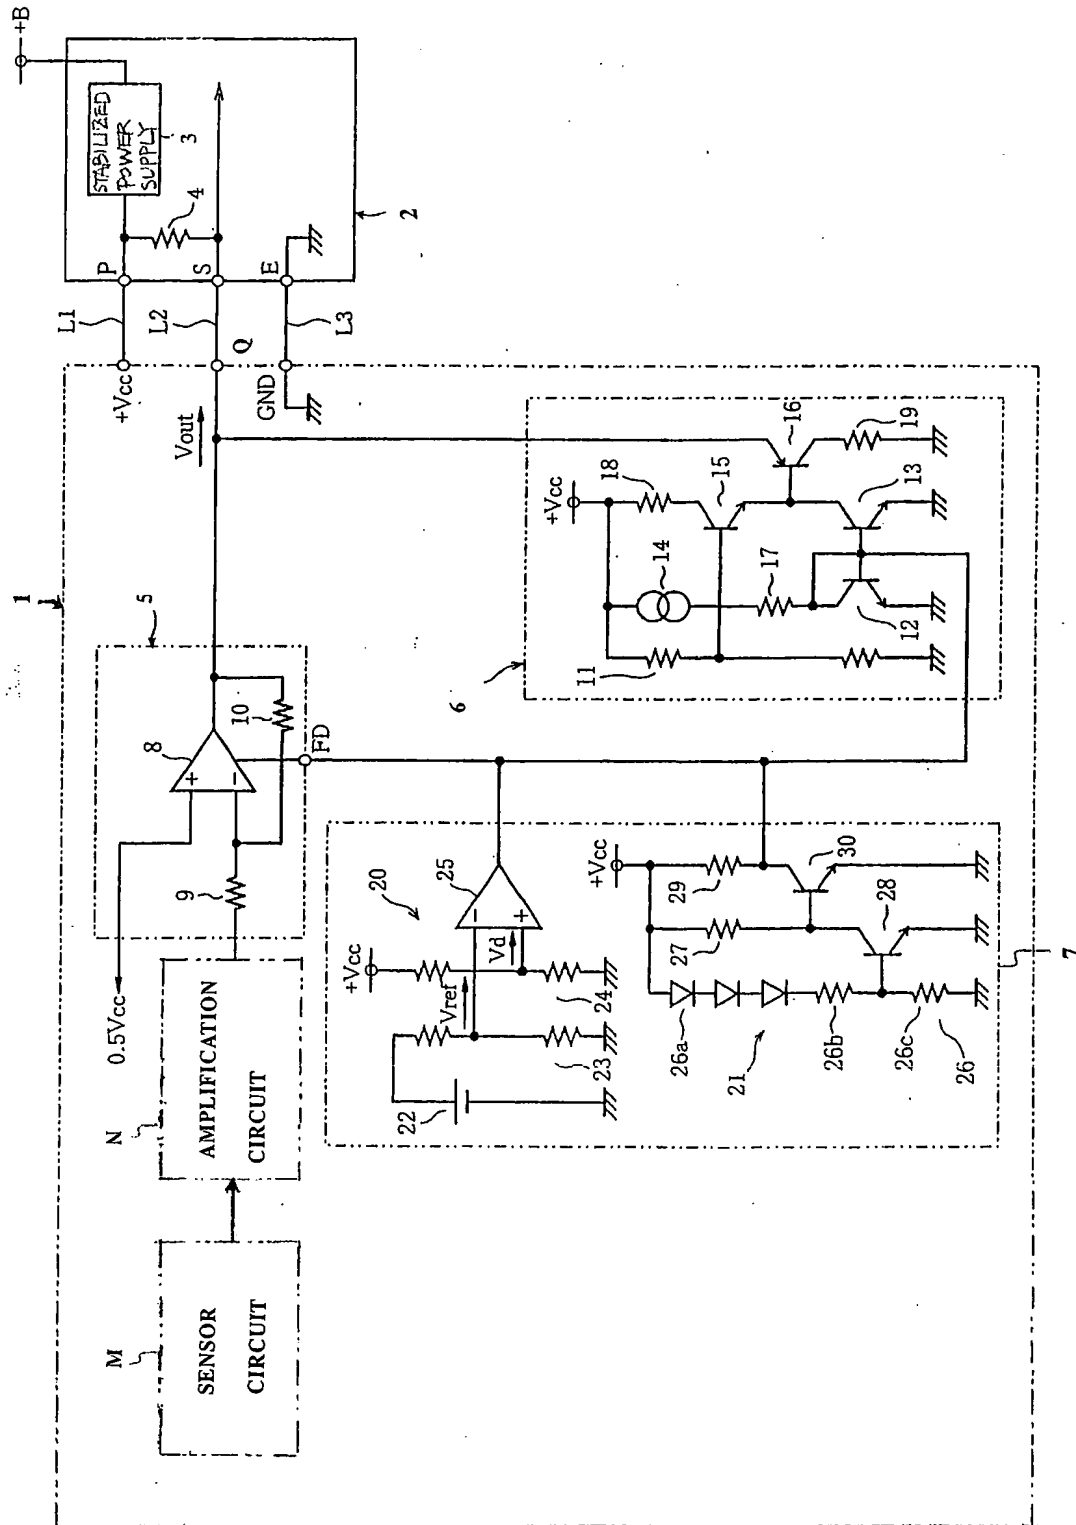 +B
STABILIZED
POWER
SUPPLY
3
4
2
P
S
E
L1
L2
L3
Q
+Vcc
GND
Vout
1
5
8
+
−
9
10
FD
0.5Vcc
AMPLIFICATION
CIRCUIT
N
SENSOR
CIRCUIT
M
6
+Vcc
11
14
18
15
16
17
12
13
19
7
20
+Vcc
25
−
+
Vd
Vref
22
23
24
+Vcc
29
27
30
28
26a
21
26b
26c
26